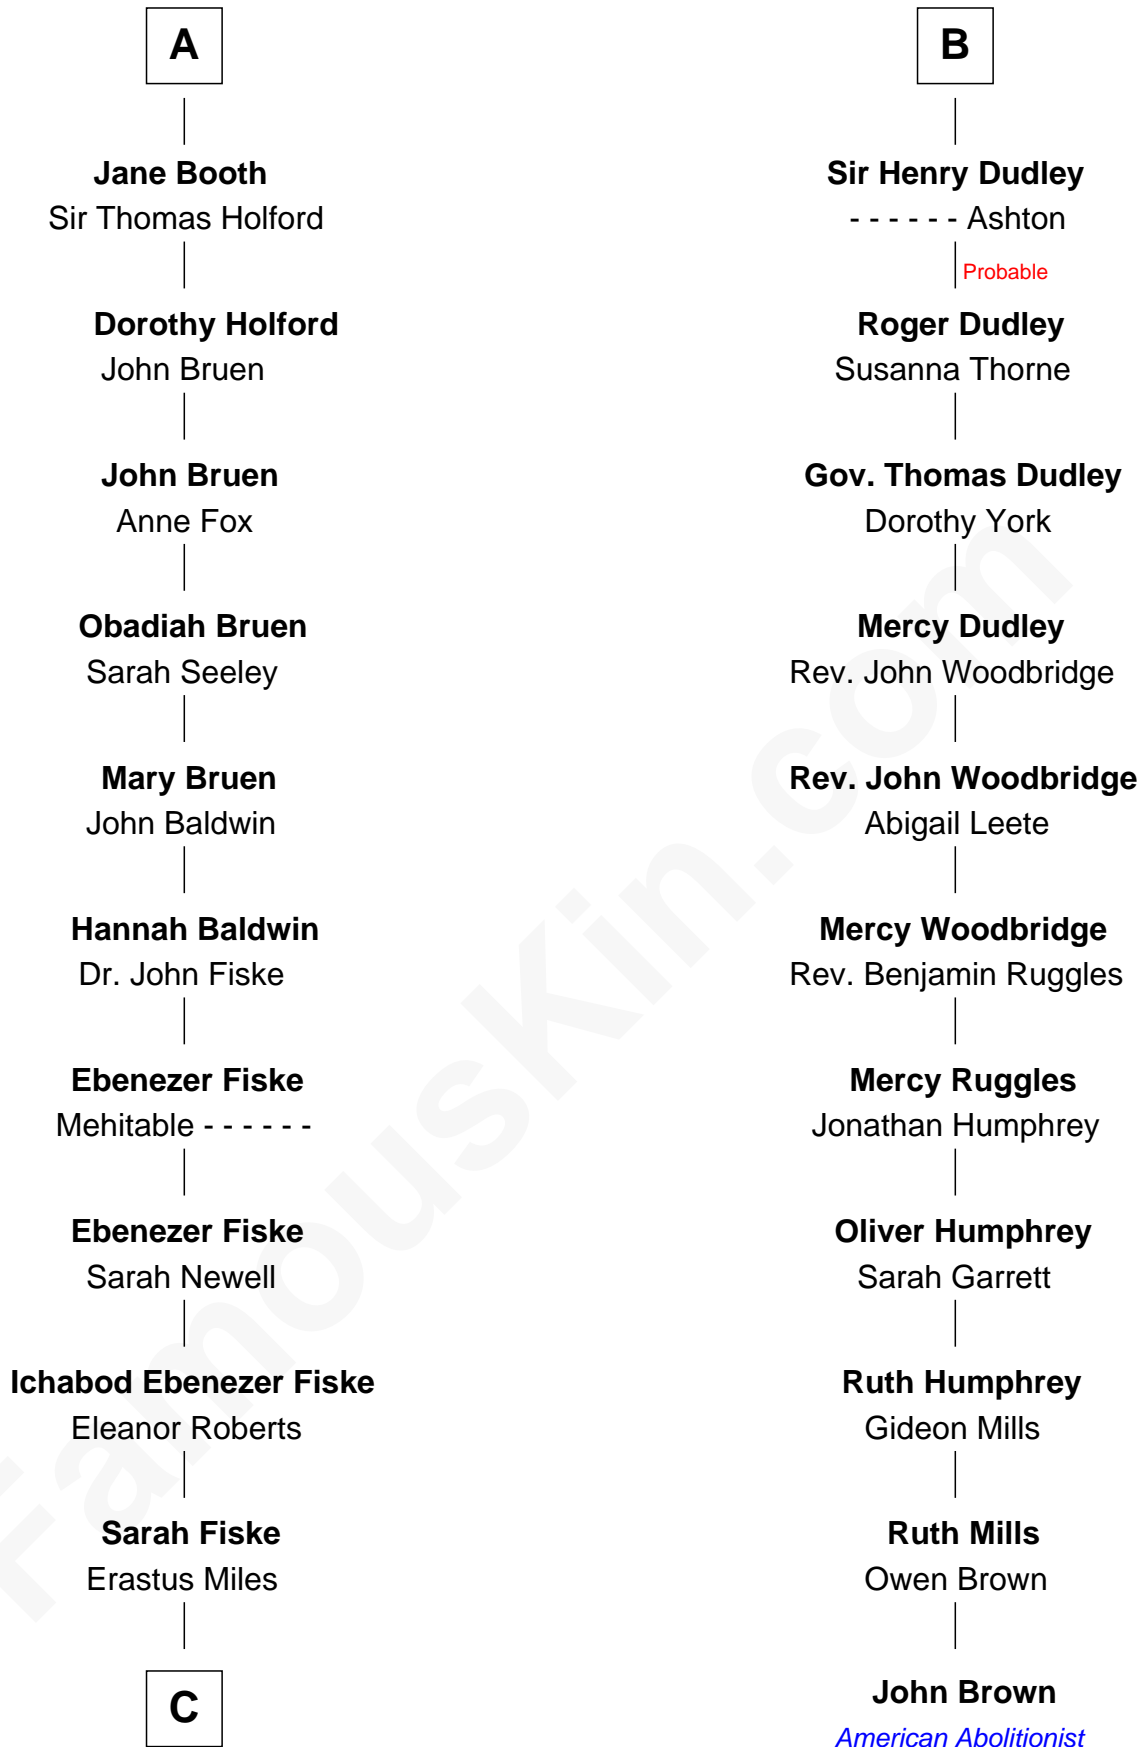 A
Jane Booth
Sir Thomas Holford
Dorothy Holford
John Bruen
John Bruen
Anne Fox
Obadiah Bruen
Sarah Seeley
Mary Bruen
John Baldwin
Hannah Baldwin
Dr. John Fiske
Ebenezer Fiske
Mehitable - - - - - -
Ebenezer Fiske
Sarah Newell
Ichabod Ebenezer Fiske
Eleanor Roberts
Sarah Fiske
Erastus Miles
C
B
Sir Henry Dudley
- - - - - - Ashton
Probable
Roger Dudley
Susanna Thorne
Gov. Thomas Dudley
Dorothy York
Mercy Dudley
Rev. John Woodbridge
Rev. John Woodbridge
Abigail Leete
Mercy Woodbridge
Rev. Benjamin Ruggles
Mercy Ruggles
Jonathan Humphrey
Oliver Humphrey
Sarah Garrett
Ruth Humphrey
Gideon Mills
Ruth Mills
Owen Brown
John Brown
American Abolitionist
FamousKin.com